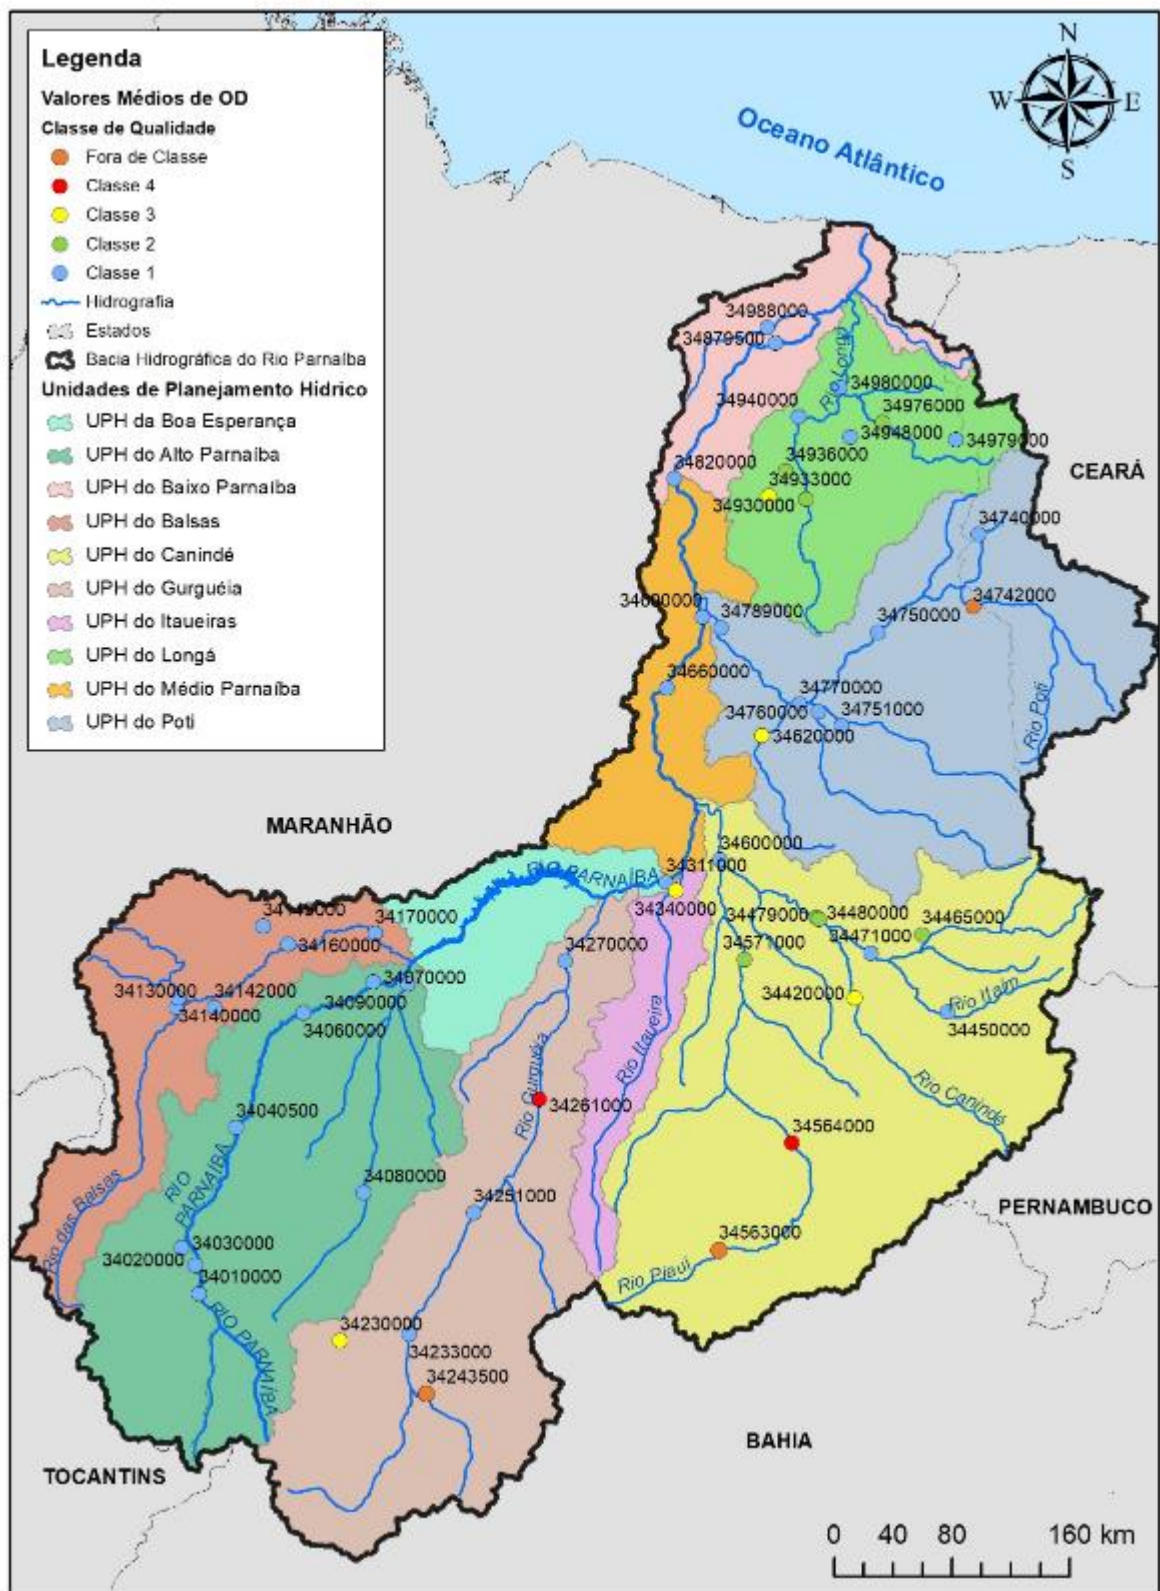 Legenda
Valores Médios de OD
Classe de Qualidade
Fora de Classe
Classe 4
Classe 3
Classe 2
Classe 1
Hidrografia
Estados
Bacia Hidrográfica do Rio Parnaíba
Unidades de Planejamento Hídrico
UPH da Boa Esperança
UPH do Alto Parnaíba
UPH do Baixo Parnaíba
UPH do Balsas
UPH do Canindé
UPH do Gurguéia
UPH do Itaueiras
UPH do Longá
UPH do Médio Parnaíba
UPH do Poti
N
W E
S
Oceano Atlântico
34988000
34879500
Rio Longá
34980000
34940000
34976000
34948000
34979000
34936000
34820000
34933000
34930000
CEARÁ
34740000
34742000
34789000
34750000
34660000
34770000
34760000
34751000
34620000
Rio Poti
MARANHÃO
34600000
34311000
RIO PARNAÍBA
34340000
34479000
34480000
34465000
34471000
34571000
34170000
34160000
34270000
34130000
34142000
34140000
34090000
34060000
34420000
Rio Itaim
34450000
Rio Itaueira
Rio Gurguéia
34261000
Rio Canindé
34040500
34564000
RIO PARNAÍBA
Rio das Balsas
34080000
34251000
PERNAMBUCO
34030000
34020000
34010000
34563000
Rio Piauí
RIO PARNAÍBA
34230000
34233000
34243500
BAHIA
TOCANTINS
0 40 80 160 km